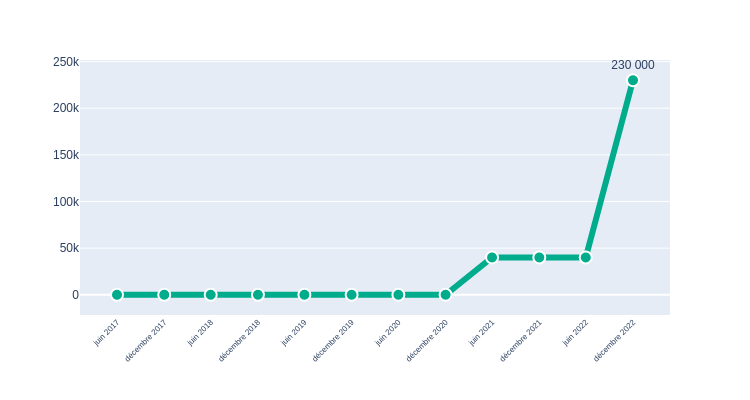 230 000
250k
200k
150k
100k
50k
0
juin 2017
décembre 2017
juin 2018
décembre 2018
juin 2019
décembre 2019
juin 2020
décembre 2020
juin 2021
décembre 2021
juin 2022
décembre 2022